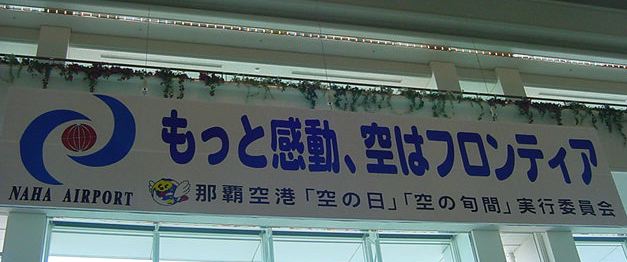 もっと感動、空はフロンティア
NAHA AIRPORT
那覇空港「空の日」「空の旬間」実行委員会